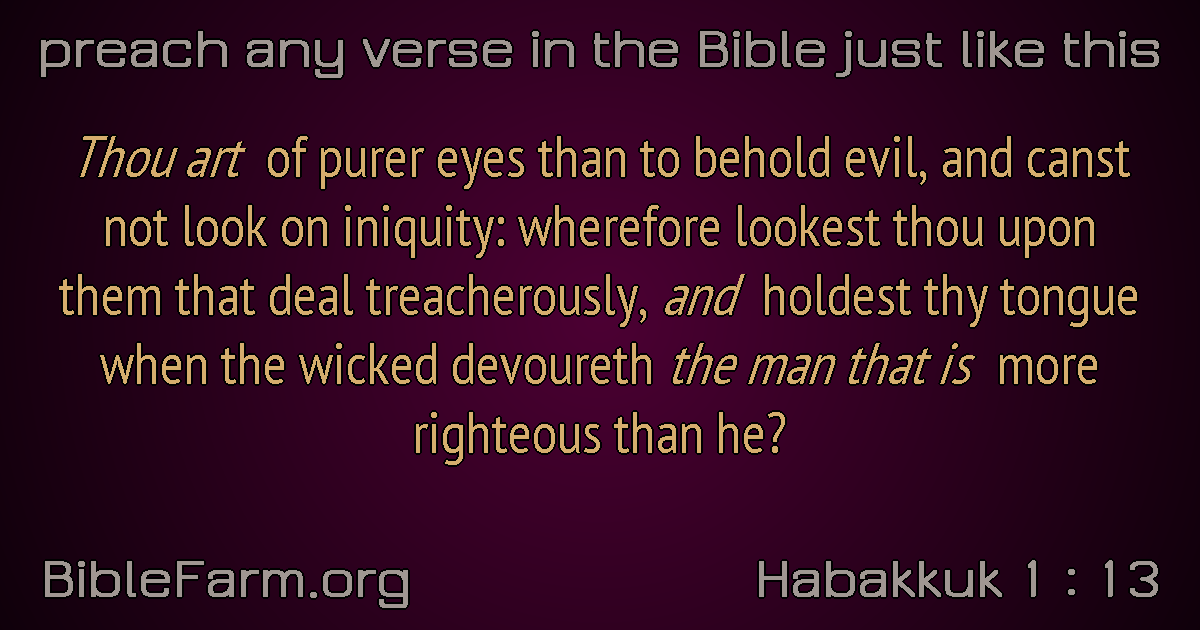 preach any verse in the Bible just like this
Thou art of purer eyes than to behold evil, and canst
not look on iniquity: wherefore lookest thou upon
them that deal treacherously, and holdest thy tongue
when the wicked devoureth the man that is more
righteous than he?
BibleFarm.org
Habakkuk 1 : 13